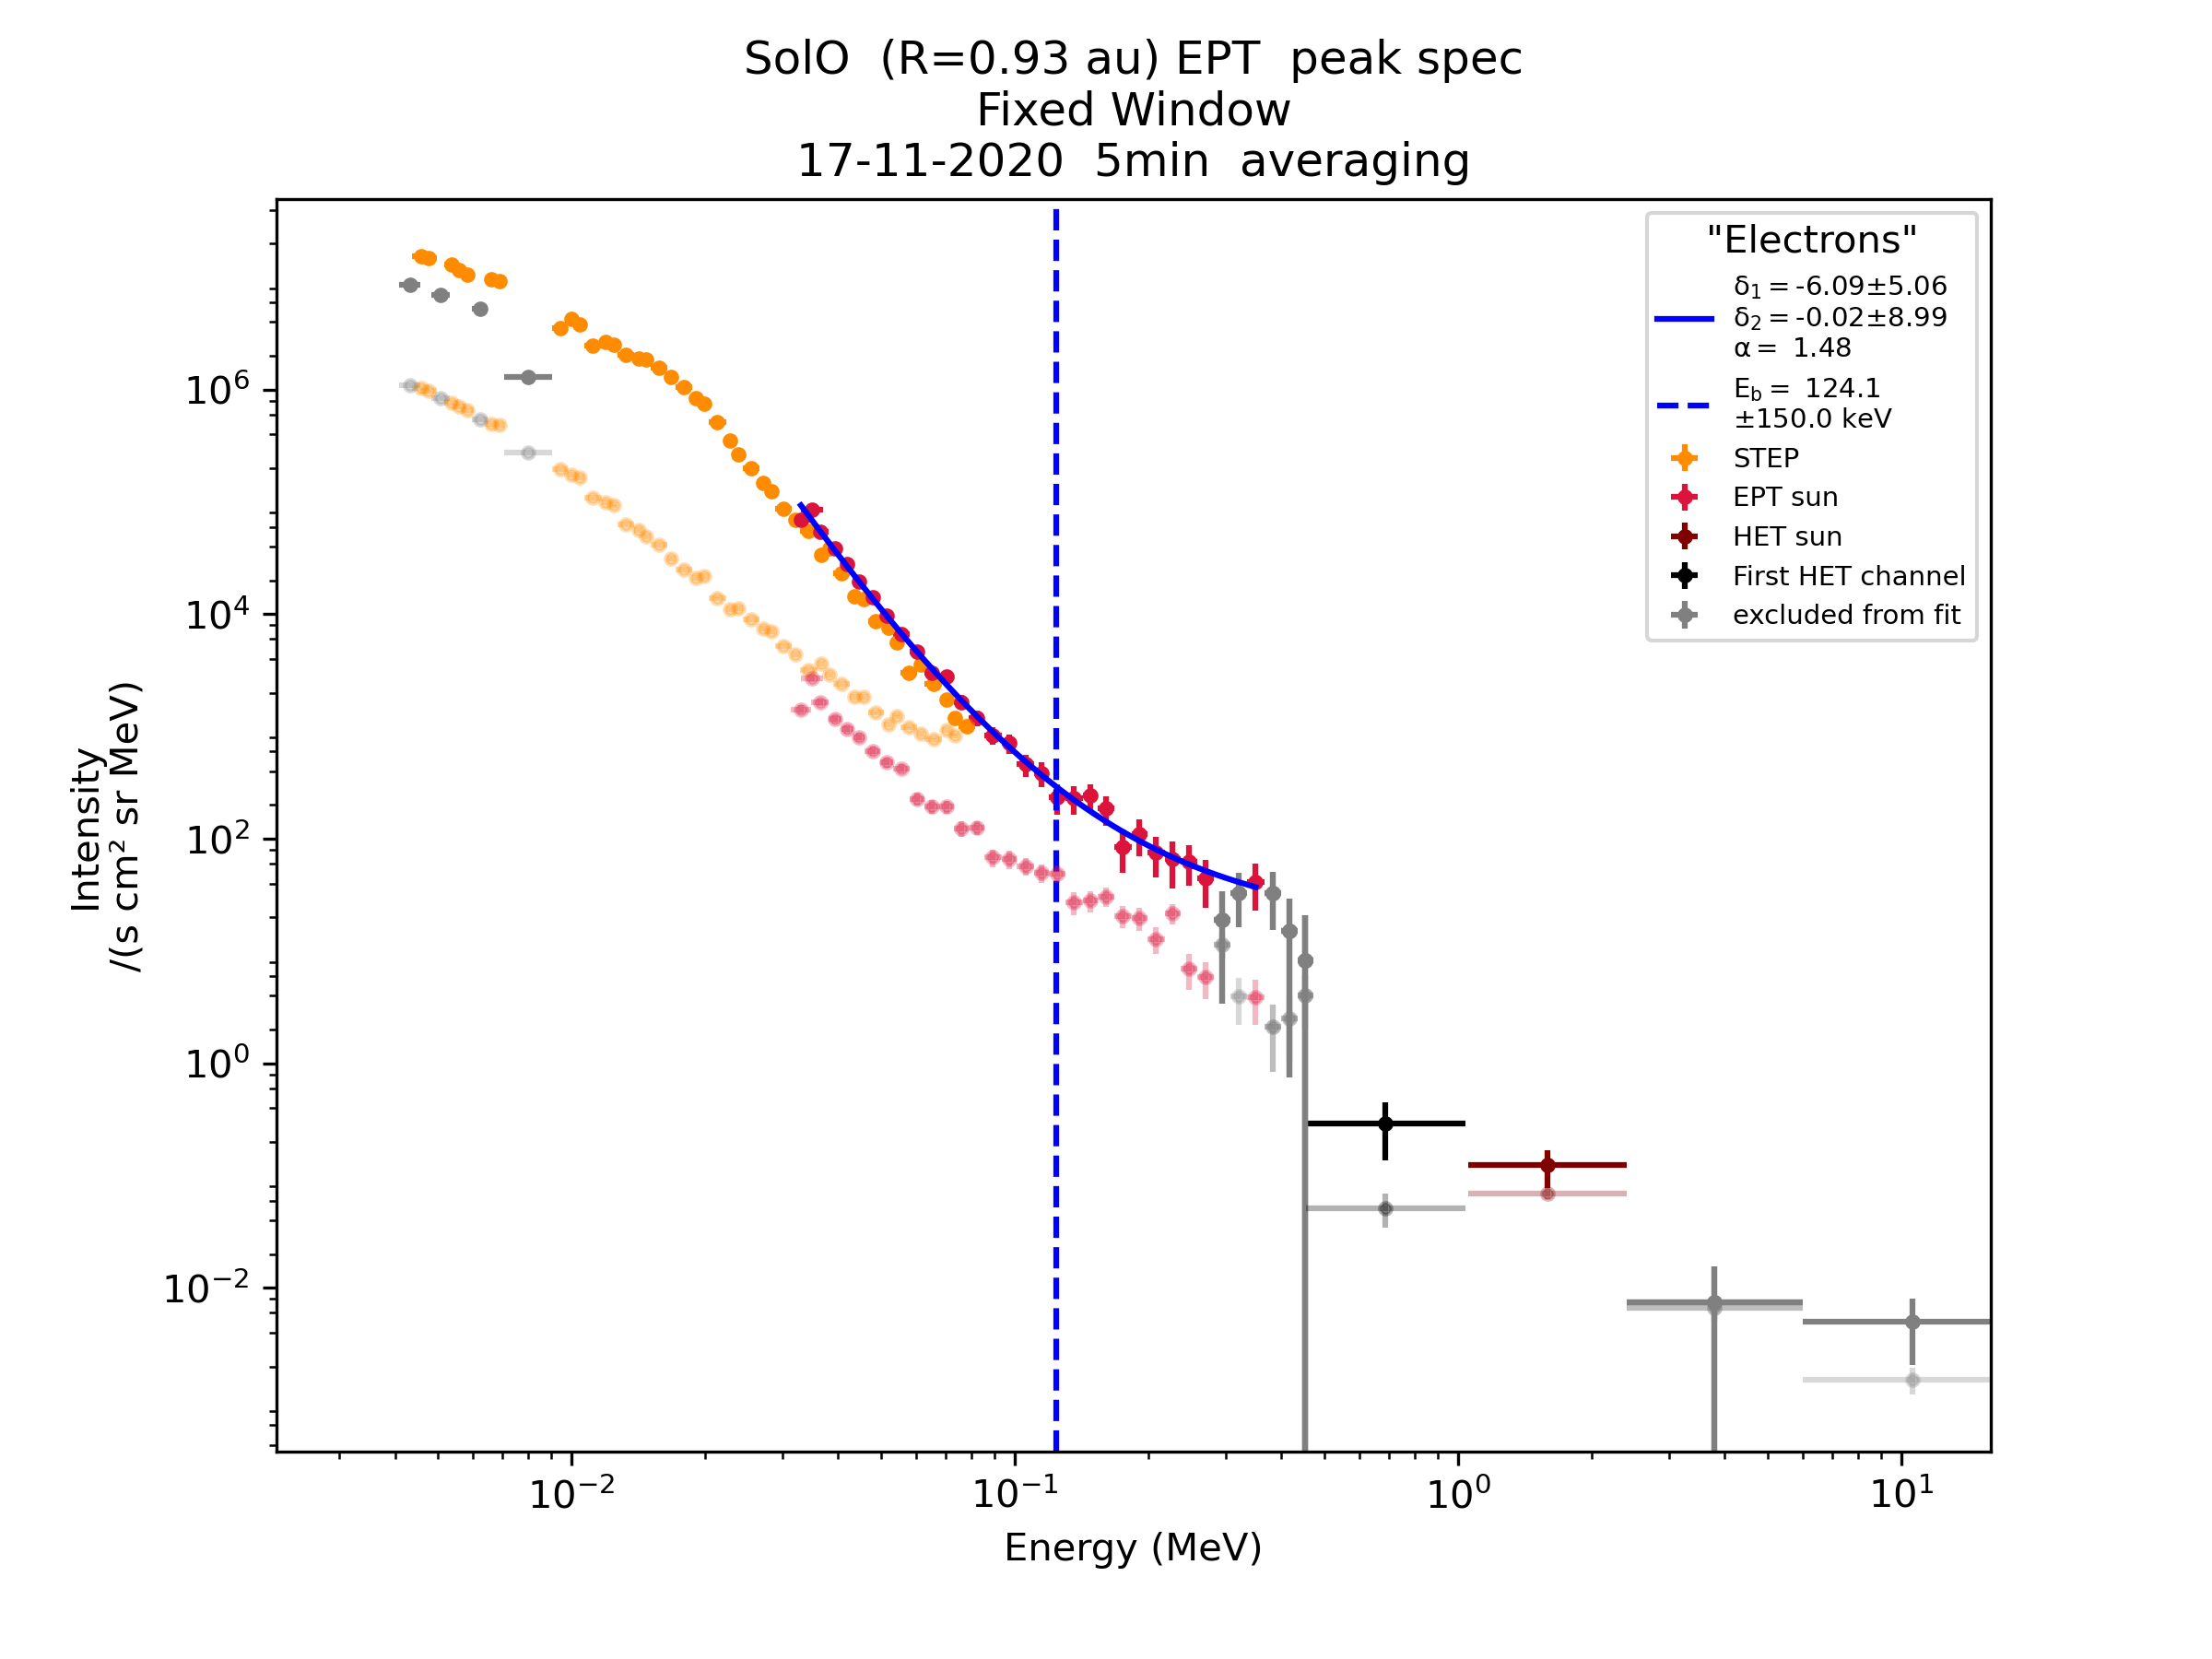 SolO (R=0.93 au) EPT peak spec
Fixed Window
17-11-2020 5min averaging
"Electrons"
δ₁ = -6.09±5.06
δ₂ = -0.02±8.99
α = 1.48
E_b = 124.1
±150.0 keV
STEP
EPT sun
HET sun
First HET channel
excluded from fit
Intensity
/(s cm² sr MeV)
10⁶
10⁴
10²
10⁰
10⁻²
10⁻²
10⁻¹
10⁰
10¹
Energy (MeV)